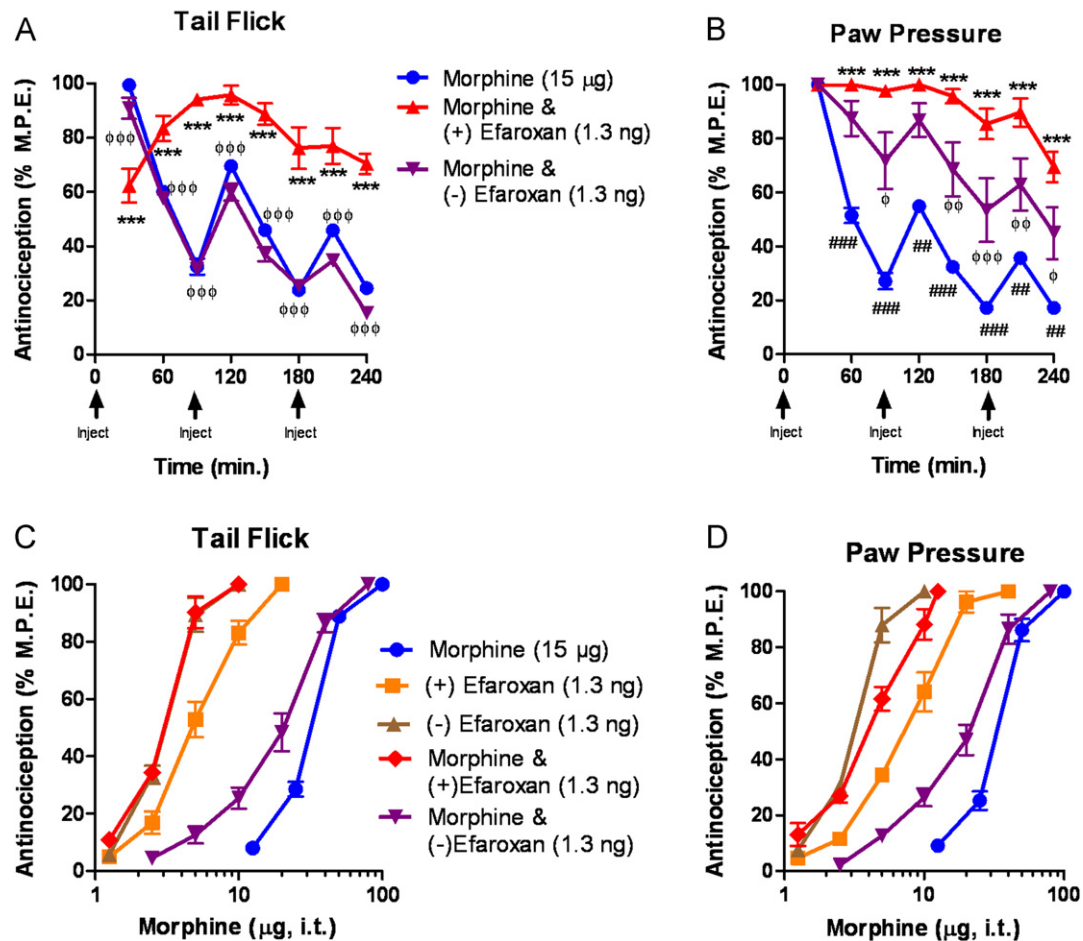 A
Tail Flick
Antinociception (% M.P.E.)
100
80
60
40
20
0
0
60
120
180
240
***
***
***
***
***
***
***
***
ϕϕϕ
ϕϕϕ
ϕϕϕ
ϕϕϕ
ϕϕϕ
ϕϕϕ
ϕϕϕ
ϕϕϕ
Inject
Inject
Inject
Time (min.)
Morphine (15 µg)
Morphine &
(+) Efaroxan (1.3 ng)
Morphine &
(-) Efaroxan (1.3 ng)
B
Paw Pressure
Antinociception (% M.P.E.)
100
80
60
40
20
0
0
60
120
180
240
***
***
***
***
***
***
***
ϕ
ϕϕ
ϕϕϕ
ϕϕ
ϕ
###
###
##
###
###
##
##
Inject
Inject
Inject
Time (min.)
C
Tail Flick
Antinociception (% M.P.E.)
100
80
60
40
20
0
1
10
100
Morphine (µg, i.t.)
Morphine (15 µg)
(+) Efaroxan (1.3 ng)
(-) Efaroxan (1.3 ng)
Morphine &
(+)Efaroxan (1.3 ng)
Morphine &
(-)Efaroxan (1.3 ng)
D
Paw Pressure
Antinociception (% M.P.E.)
100
80
60
40
20
0
1
10
100
Morphine (µg, i.t.)